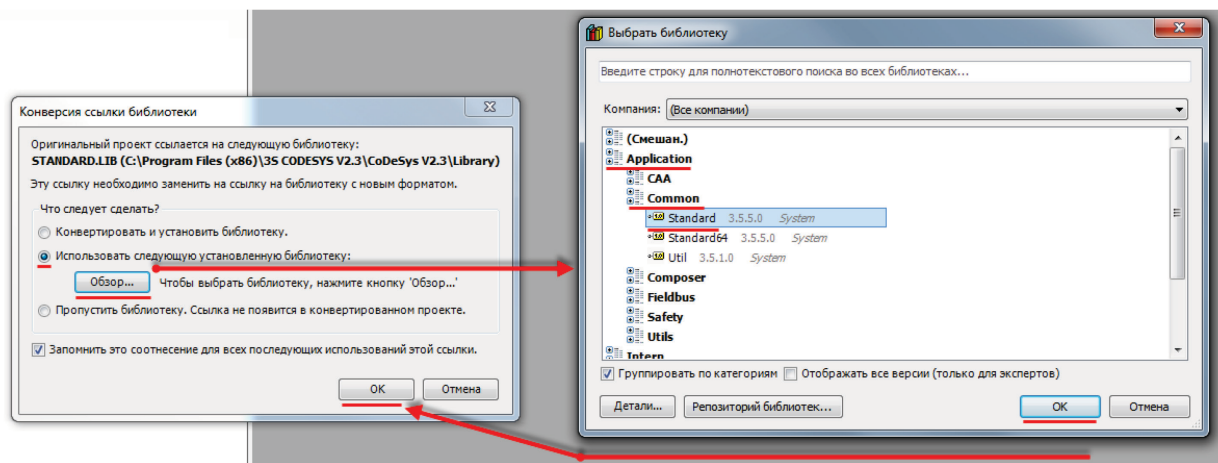 Конверсия ссылки библиотеки
Оригинальный проект ссылается на следующую библиотеку:
STANDARD.LIB (C:\Program Files (x86)\3S CODESYS V2.3\CoDeSys V2.3\Library)
Эту ссылку необходимо заменить на ссылку на библиотеку с новым форматом.
Что следует сделать?
Конвертировать и установить библиотеку.
Использовать следующую установленную библиотеку:
Обзор... Чтобы выбрать библиотеку, нажмите кнопку 'Обзор...'
Пропустить библиотеку. Ссылка не появится в конвертированном проекте.
Запомнить это соотнесение для всех последующих использований этой ссылки.
OK Отмена
Выбрать библиотеку
Введите строку для полнотекстового поиска во всех библиотеках...
Компания: (Все компании)
(Смешан.)
Application
CAA
Common
Standard 3.5.5.0 System
Standard64 3.5.5.0 System
Util 3.5.1.0 System
Composer
Fieldbus
Safety
Utils
Intern
Группировать по категориям Отображать все версии (только для экспертов)
Детали... Репозиторий библиотек... OK Отмена